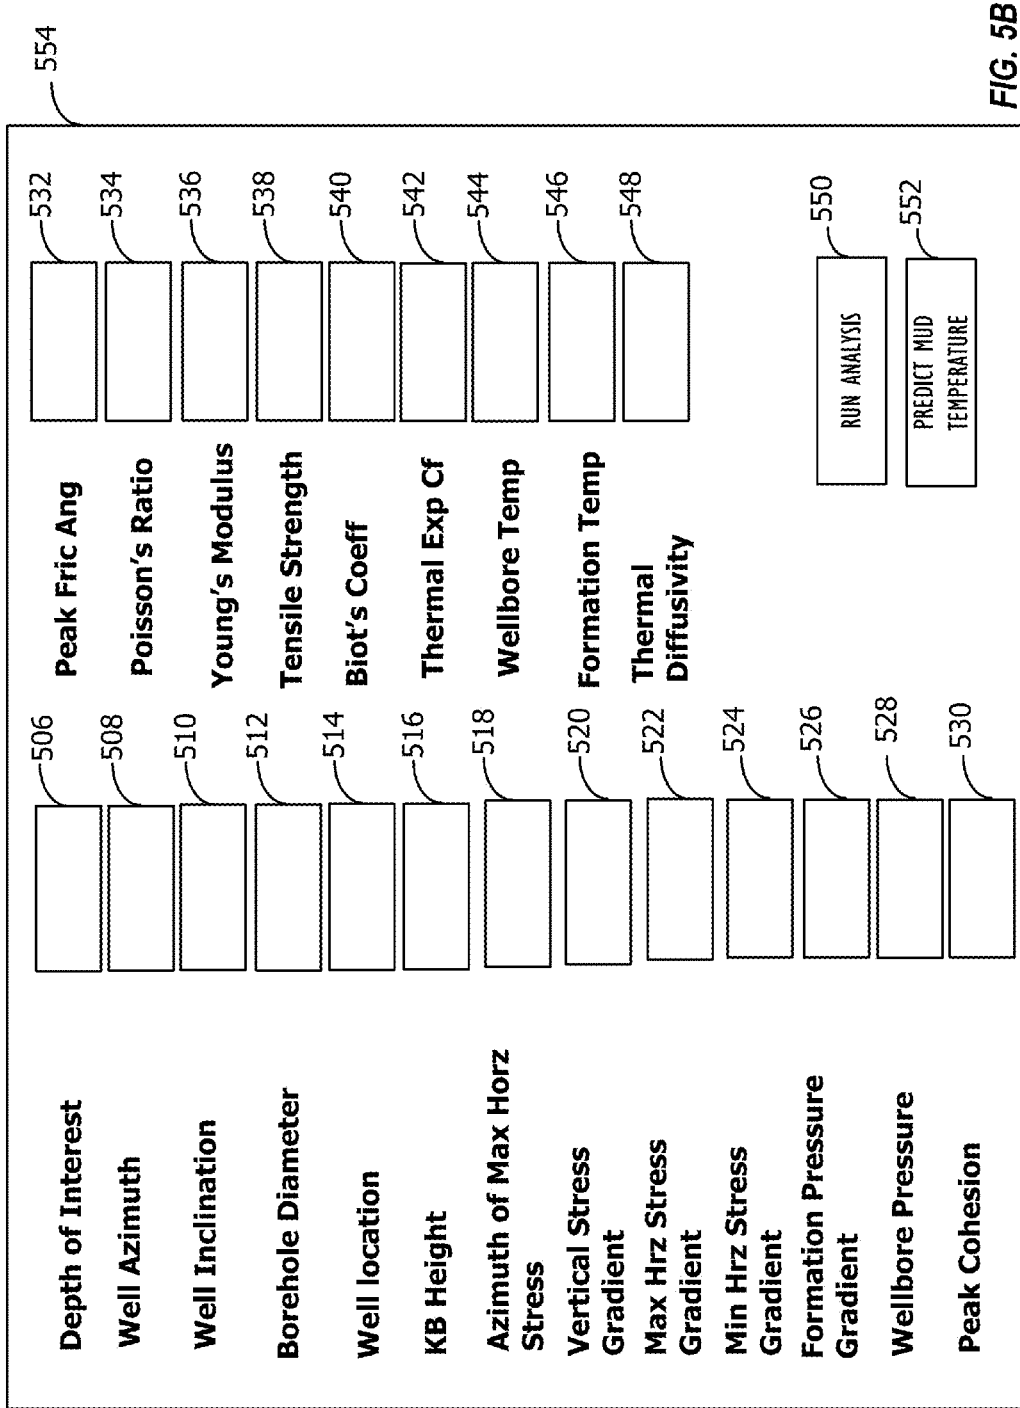 554
Depth of Interest
506
Well Azimuth
508
Well Inclination
510
Borehole Diameter
512
Well location
514
KB Height
516
Azimuth of Max Horz
Stress
518
Vertical Stress
Gradient
520
Max Hrz Stress
Gradient
522
Min Hrz Stress
Gradient
524
Formation Pressure
Gradient
526
Wellbore Pressure
528
Peak Cohesion
530
Peak Fric Ang
532
Poisson's Ratio
534
Young's Modulus
536
Tensile Strength
538
Biot's Coeff
540
Thermal Exp Cf
542
Wellbore Temp
544
Formation Temp
546
Thermal
Diffusivity
548
RUN ANALYSIS
550
PREDICT MUD
TEMPERATURE
552
FIG. 5B